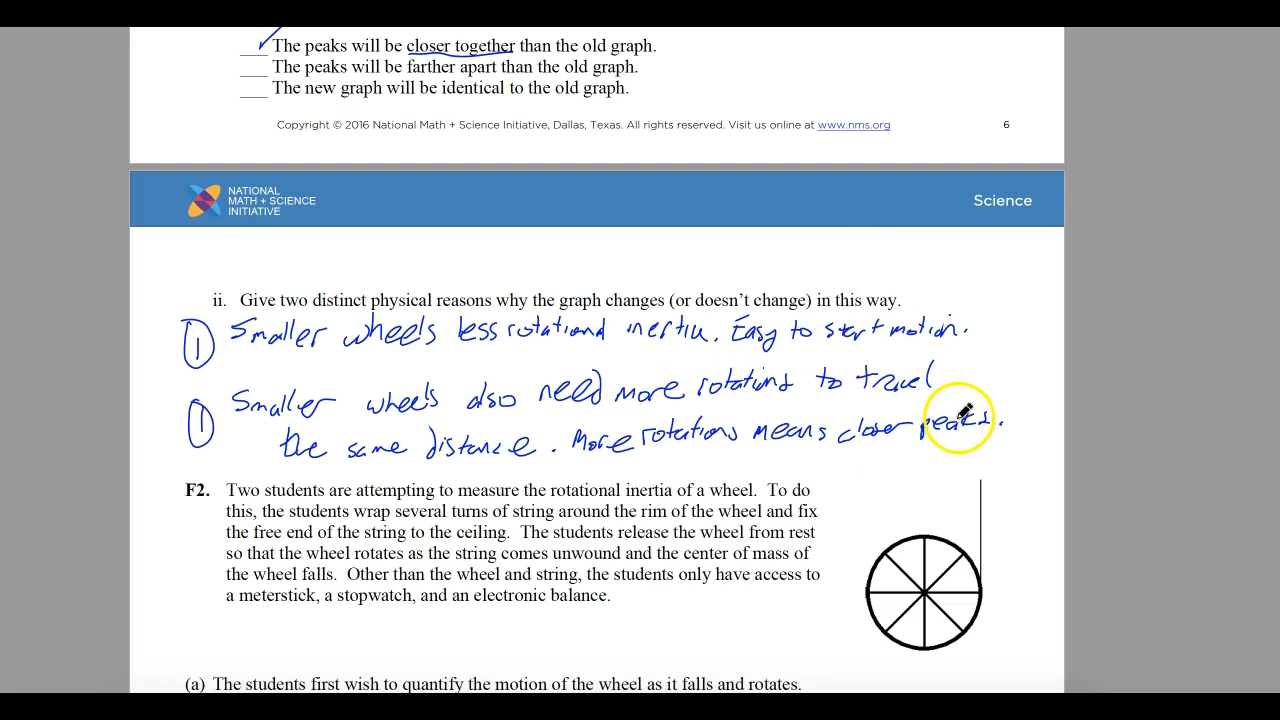 ___ The peaks will be closer together than the old graph.
___ The peaks will be farther apart than the old graph.
___ The new graph will be identical to the old graph.
Copyright © 2016 National Math + Science Initiative, Dallas, Texas. All rights reserved. Visit us online at www.nms.org 6
NATIONAL
MATH + SCIENCE
INITIATIVE
Science
ii. Give two distinct physical reasons why the graph changes (or doesn't change) in this way.
① Smaller wheels less rotational inertia. Easy to start motion.
① Smaller wheels also need more rotations to travel
the same distance. More rotations means closer peaks.
F2. Two students are attempting to measure the rotational inertia of a wheel. To do
this, the students wrap several turns of string around the rim of the wheel and fix
the free end of the string to the ceiling. The students release the wheel from rest
so that the wheel rotates as the string comes unwound and the center of mass of
the wheel falls. Other than the wheel and string, the students only have access to
a meterstick, a stopwatch, and an electronic balance.
(a) The students first wish to quantify the motion of the wheel as it falls and rotates.